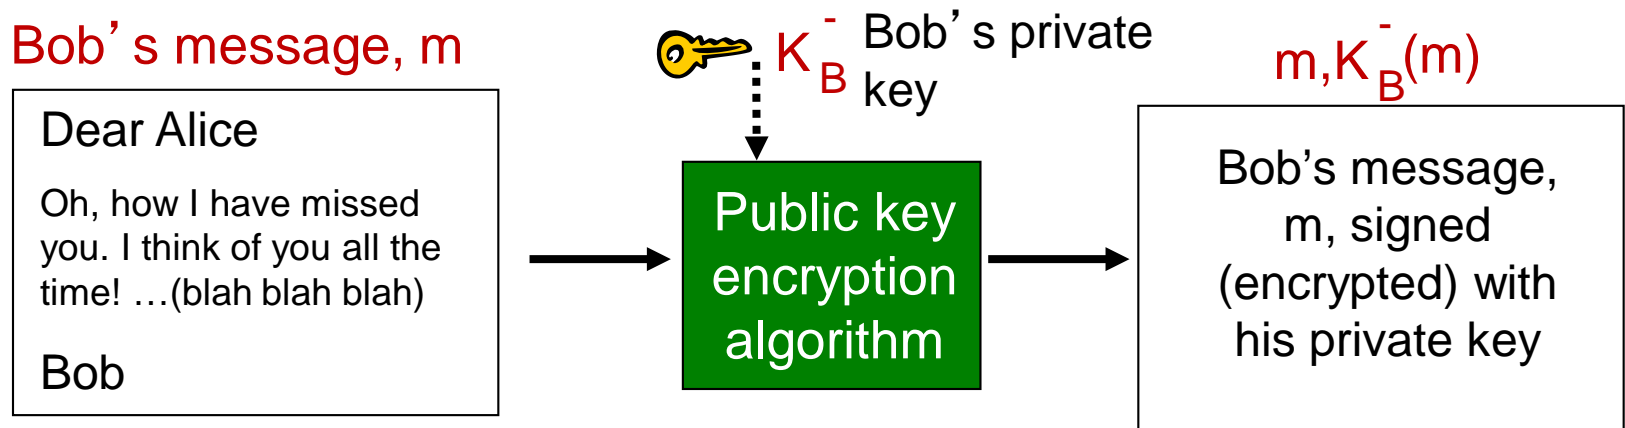 Bob’s message, m
Dear Alice
Oh, how I have missed
you. I think of you all the
time! …(blah blah blah)
Bob
K
-
B
Bob’s private
key
Public key
encryption
algorithm
m,K
-
B
(m)
Bob's message,
m, signed
(encrypted) with
his private key